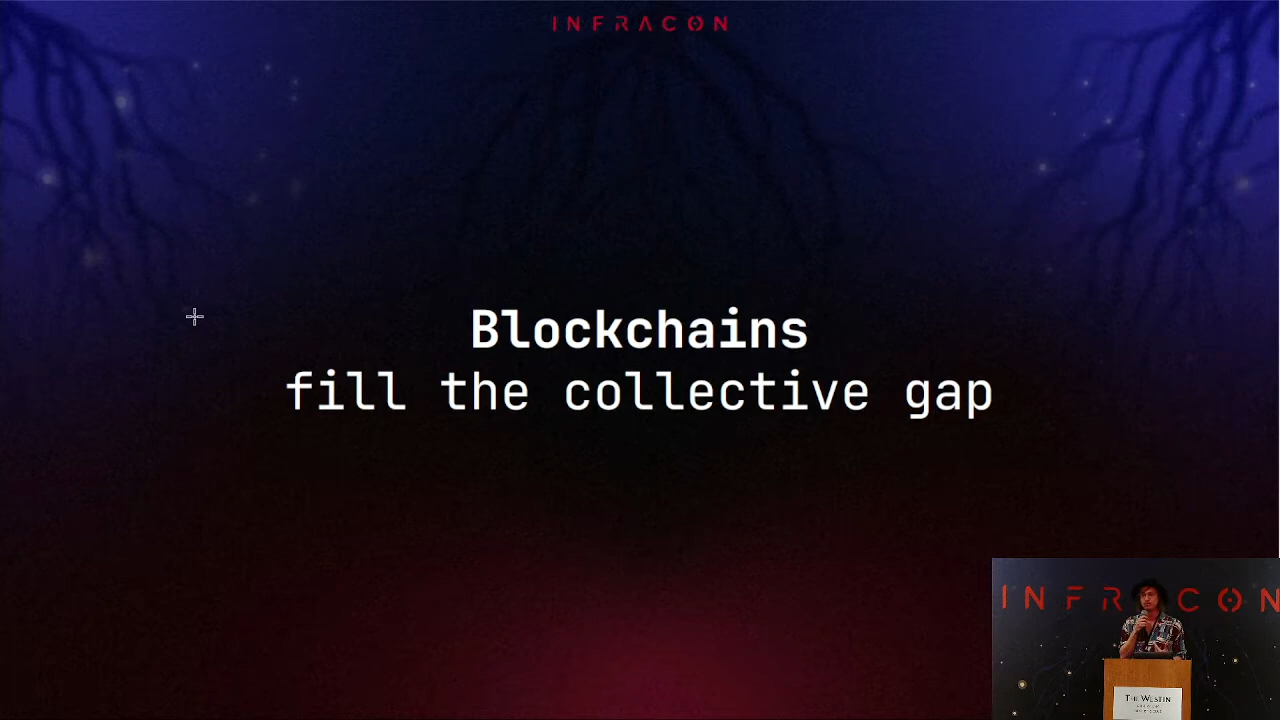 INFRACON
Blockchains
fill the collective gap
INFRACON
THE WESTIN